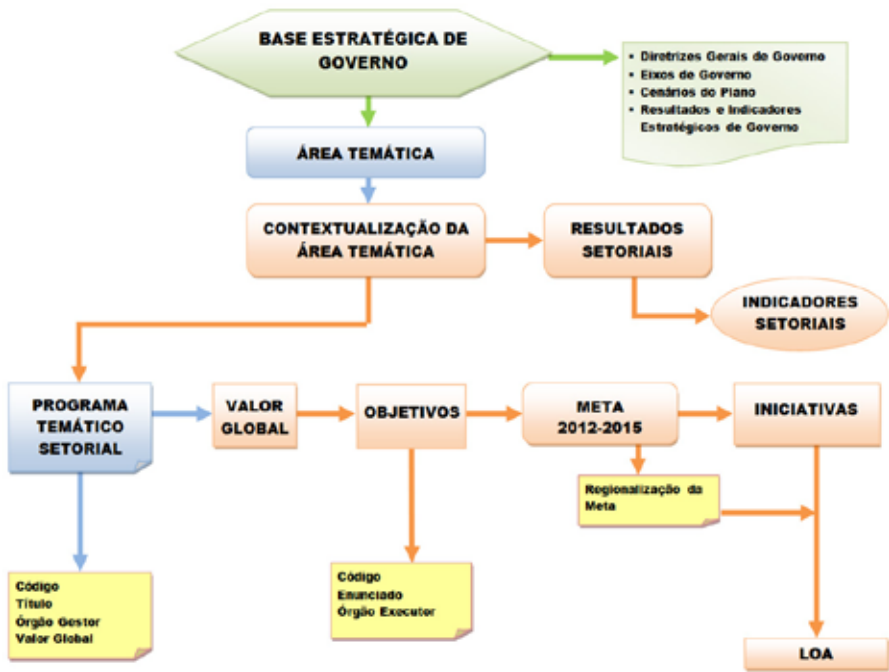 BASE ESTRATÉGICA DE
GOVERNO
▪ Diretrizes Gerais de Governo
▪ Eixos de Governo
▪ Cenários do Plano
▪ Resultados e Indicadores
Estratégicos de Governo
ÁREA TEMÁTICA
CONTEXTUALIZAÇÃO DA
ÁREA TEMÁTICA
RESULTADOS
SETORIAIS
INDICADORES
SETORIAIS
PROGRAMA
TEMÁTICO
SETORIAL
VALOR
GLOBAL
OBJETIVOS
META
2012-2015
INICIATIVAS
Regionalização da
Meta
Código
Título
Órgão Gestor
Valor Global
Código
Enunciado
Órgão Executor
LOA